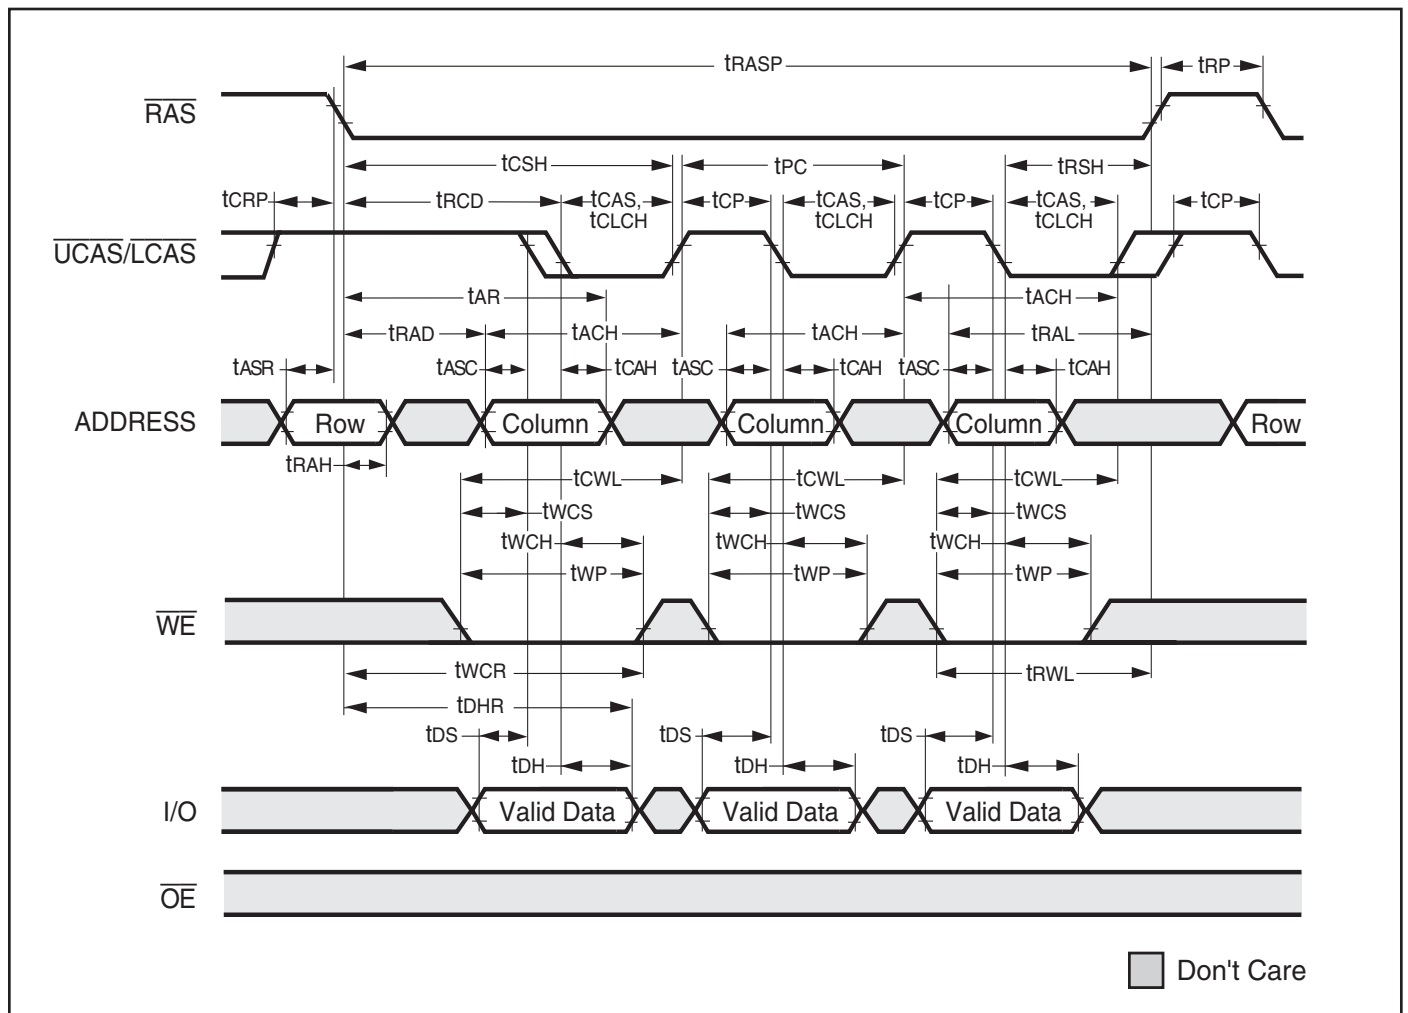 tRASP tRP
RAS
tCSH tPC tRSH
tCRP tRCD tCAS, tCLCH tCP tCAS, tCLCH tCP tCAS, tCLCH tCP
UCAS/LCAS
tAR tACH
tRAD tACH tACH tRAL
tASR tASC tCAH tASC tCAH tASC tCAH
ADDRESS Row Column Column Column Row
tRAH
tCWL tCWL tCWL
tWCS tWCS tWCS
tWCH tWCH tWCH
tWP tWP tWP
WE
tWCR tRWL
tDHR
tDS tDS tDS
tDH tDH tDH
I/O Valid Data Valid Data Valid Data
OE
Don't Care